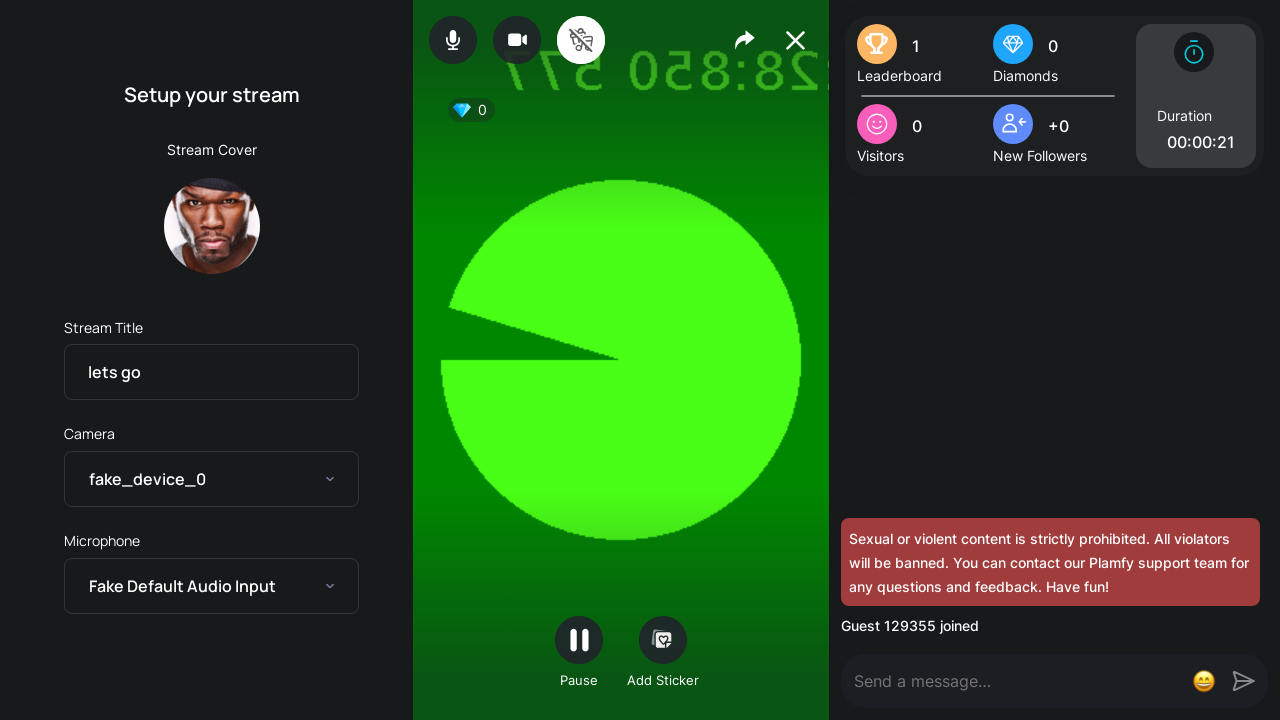 Setup your stream
Stream Cover
Stream Title
lets go
Camera
fake_device_0
Microphone
Fake Default Audio Input
:28:850 577
0
Pause
Add Sticker
1
Leaderboard
0
Diamonds
0
Visitors
+0
New Followers
Duration
00:00:21
Sexual or violent content is strictly prohibited. All violators
will be banned. You can contact our Plamfy support team for
any questions and feedback. Have fun!
Guest 129355 joined
Send a message...